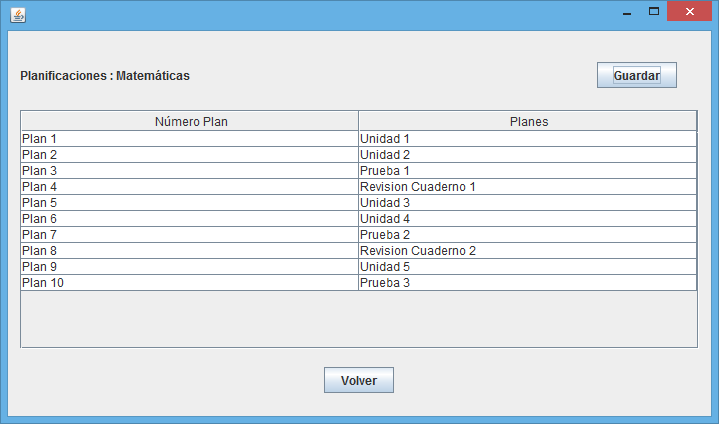 Planificaciones : Matemáticas
Guardar
Número Plan Planes
Plan 1 Unidad 1
Plan 2 Unidad 2
Plan 3 Prueba 1
Plan 4 Revision Cuaderno 1
Plan 5 Unidad 3
Plan 6 Unidad 4
Plan 7 Prueba 2
Plan 8 Revision Cuaderno 2
Plan 9 Unidad 5
Plan 10 Prueba 3
Volver